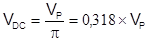 V_DC = V_P / π = 0,318 × V_P